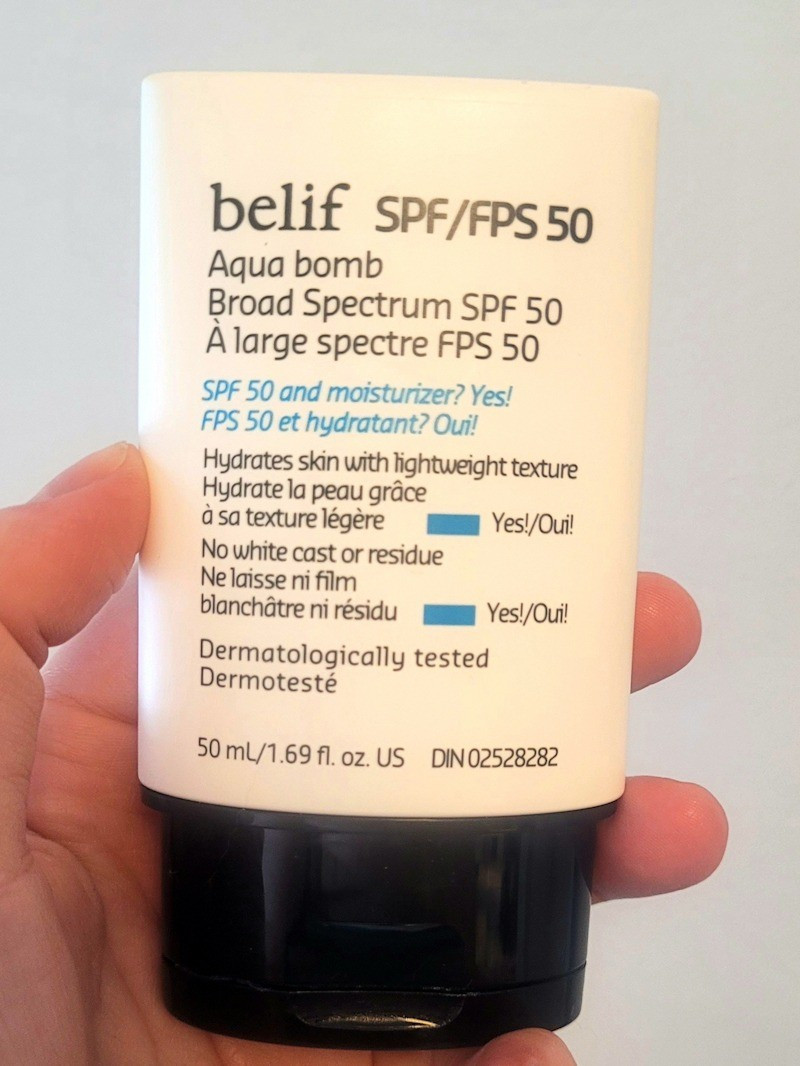 belif SPF/FPS 50
Aqua bomb
Broad Spectrum SPF 50
À large spectre FPS 50
SPF 50 and moisturizer? Yes!
FPS 50 et hydratant? Oui!
Hydrates skin with lightweight texture
Hydrate la peau grâce
à sa texture légère Yes!/Oui!
No white cast or residue
Ne laisse ni film
blanchâtre ni résidu Yes!/Oui!
Dermatologically tested
Dermotesté
50 mL/1.69 fl. oz. US DIN 02528282